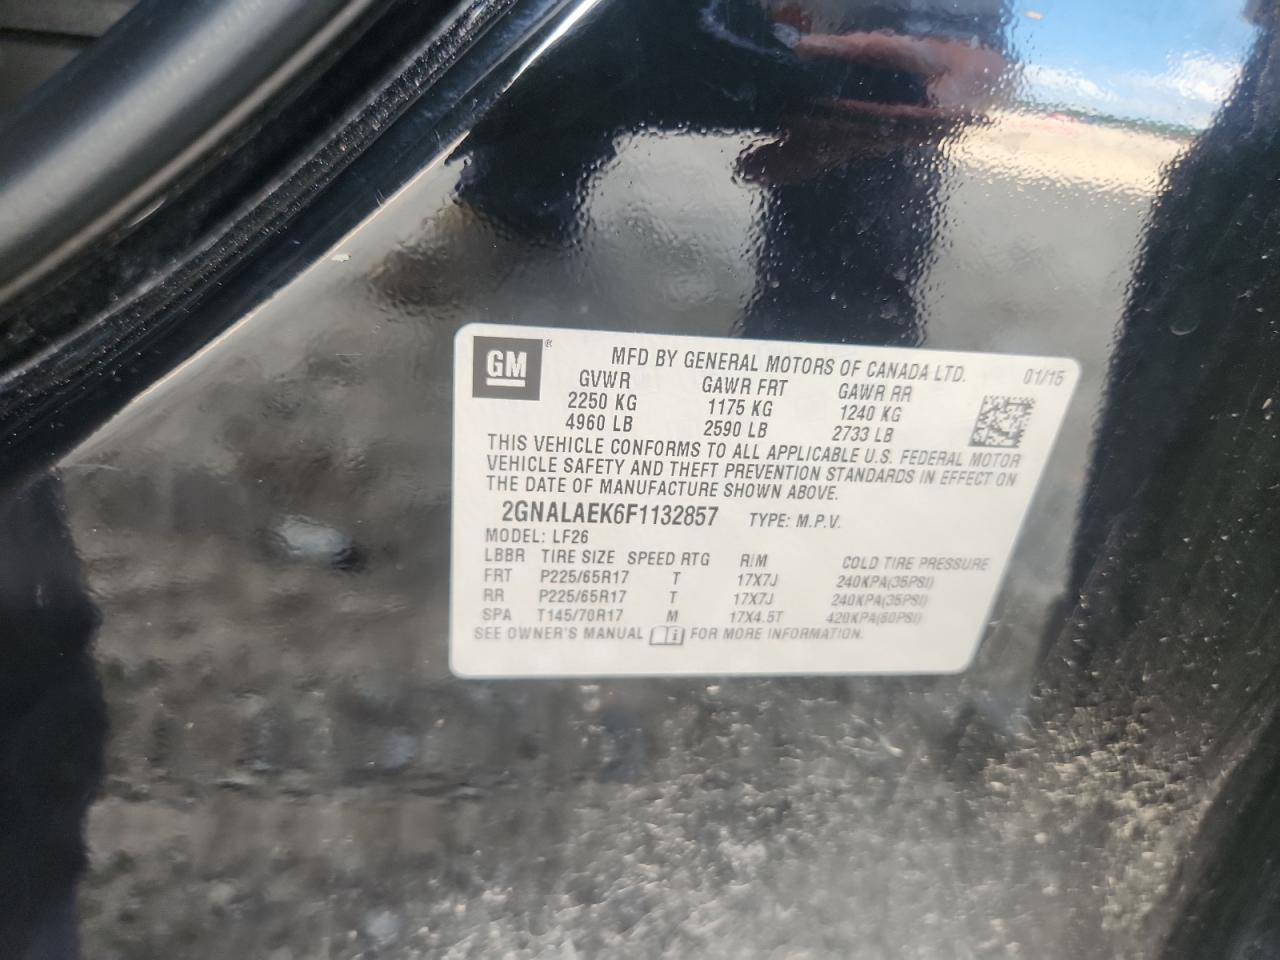 GM ® MFD BY GENERAL MOTORS OF CANADA LTD. 01/15
GVWR GAWR FRT GAWR RR
2250 KG 1175 KG 1240 KG
4960 LB 2590 LB 2733 LB
THIS VEHICLE CONFORMS TO ALL APPLICABLE U.S. FEDERAL MOTOR
VEHICLE SAFETY AND THEFT PREVENTION STANDARDS IN EFFECT ON
THE DATE OF MANUFACTURE SHOWN ABOVE.
2GNALAEK6F1132857 TYPE: M.P.V.
MODEL: LF26
LBBR TIRE SIZE SPEED RTG RIM COLD TIRE PRESSURE
FRT P225/65R17 T 17X7J 240KPA(35PSI)
RR P225/65R17 T 17X7J 240KPA(35PSI)
SPA T145/70R17 M 17X4.5T 420KPA(60PSI)
SEE OWNER'S MANUAL i FOR MORE INFORMATION.